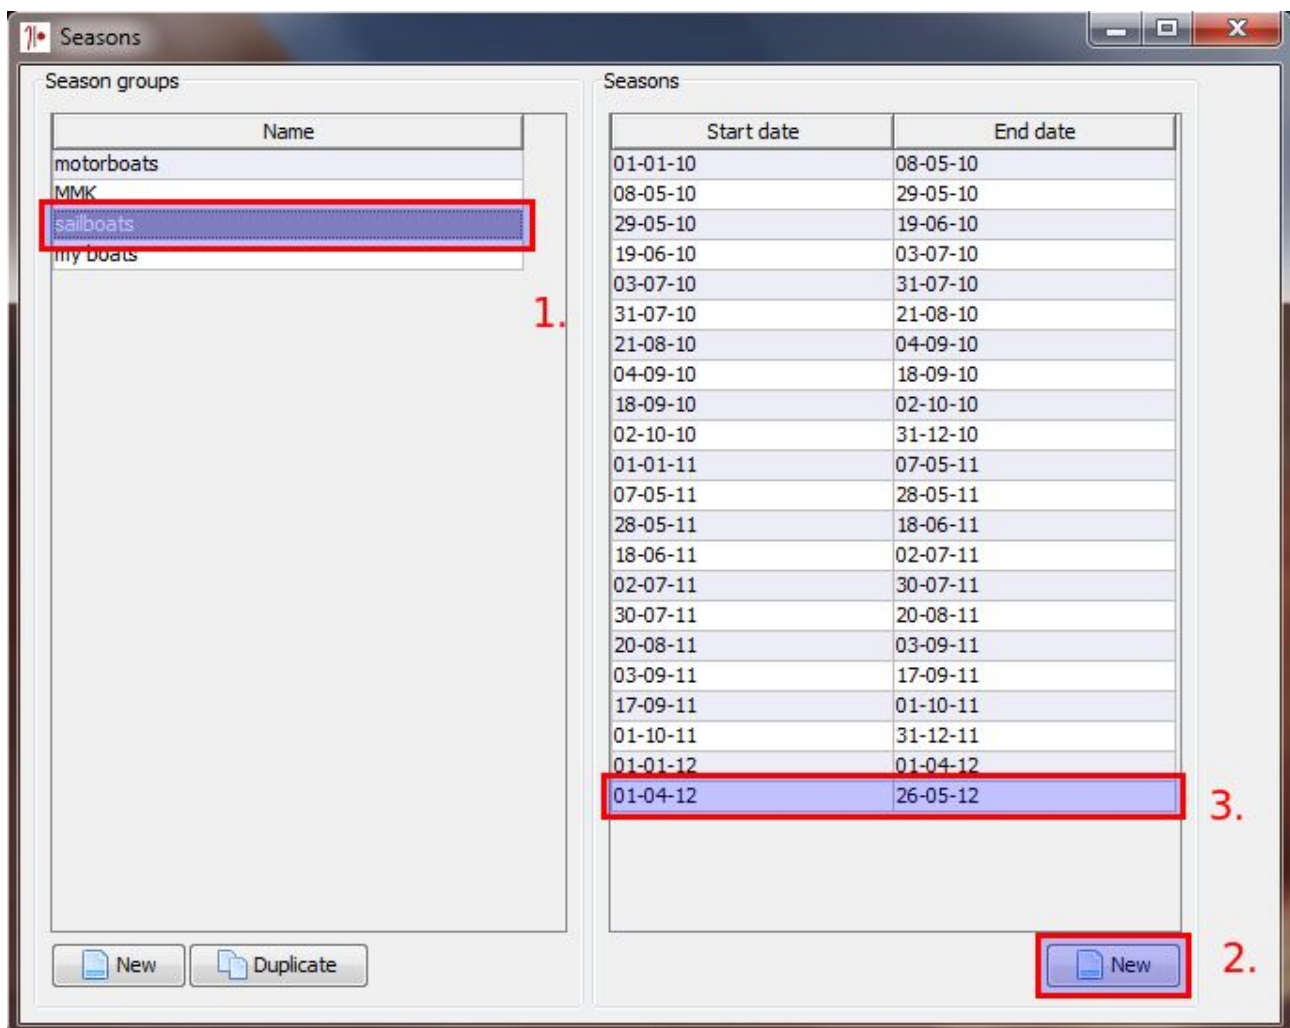 Seasons
Season groups
Name
motorboats
MMK
sailboats
my boats
1.
New
Duplicate
Seasons
Start date End date
01-01-10 08-05-10
08-05-10 29-05-10
29-05-10 19-06-10
19-06-10 03-07-10
03-07-10 31-07-10
31-07-10 21-08-10
21-08-10 04-09-10
04-09-10 18-09-10
18-09-10 02-10-10
02-10-10 31-12-10
01-01-11 07-05-11
07-05-11 28-05-11
28-05-11 18-06-11
18-06-11 02-07-11
02-07-11 30-07-11
30-07-11 20-08-11
20-08-11 03-09-11
03-09-11 17-09-11
17-09-11 01-10-11
01-10-11 31-12-11
01-01-12 01-04-12
01-04-12 26-05-12
3.
New
2.